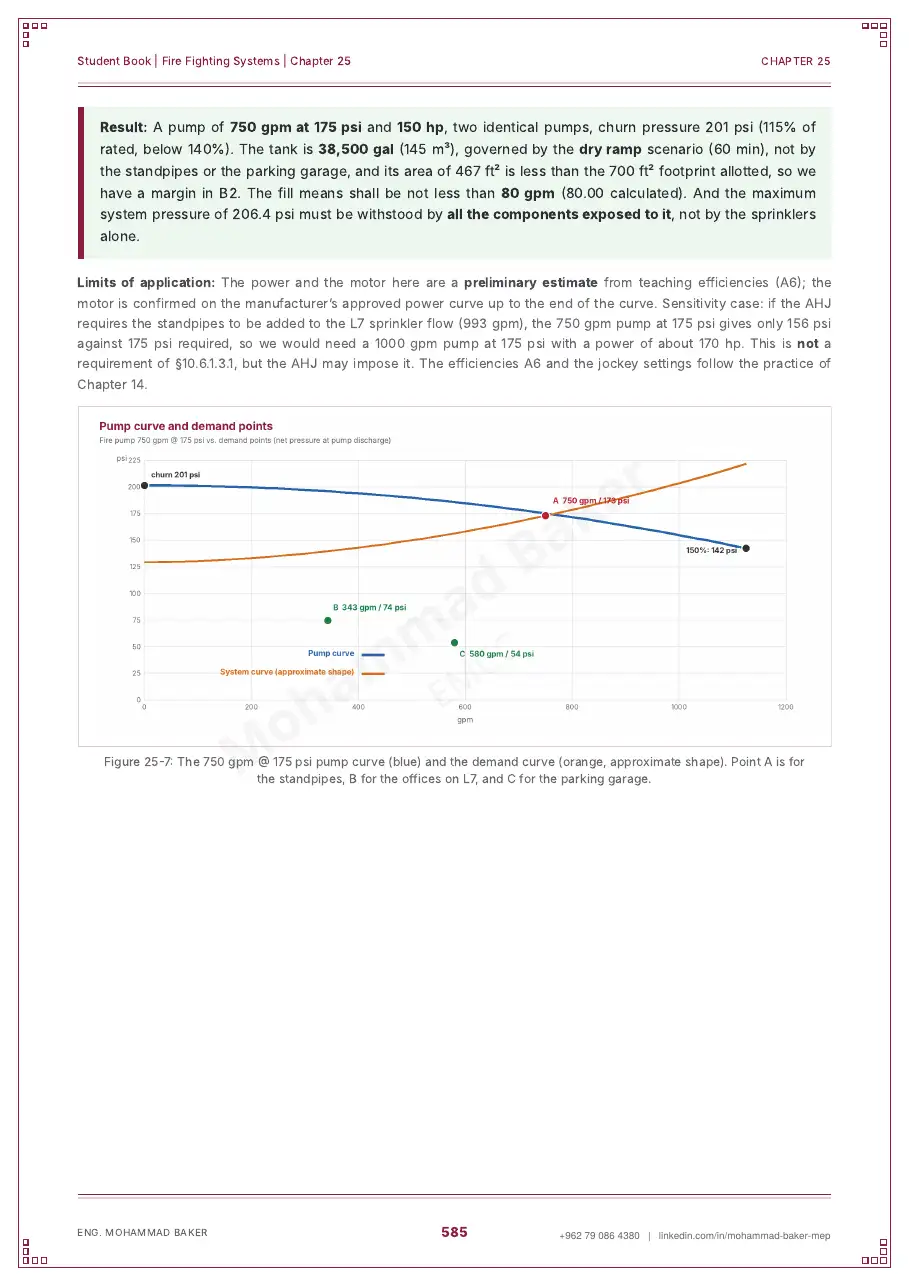 Student Book | Fire Fighting Systems | Chapter 25
CHAPTER 25
Result: A pump of 750 gpm at 175 psi and 150 hp, two identical pumps, churn pressure 201 psi (115% of
rated, below 140%). The tank is 38,500 gal (145 m³), governed by the dry ramp scenario (60 min), not by
the standpipes or the parking garage, and its area of 467 ft² is less than the 700 ft² footprint allotted, so we
have a margin in B2. The fill means shall be not less than 80 gpm (80.00 calculated). And the maximum
system pressure of 206.4 psi must be withstood by all the components exposed to it, not by the sprinklers
alone.
Limits of application: The power and the motor here are a preliminary estimate from teaching efficiencies (A6); the
motor is confirmed on the manufacturer's approved power curve up to the end of the curve. Sensitivity case: if the AHJ
requires the standpipes to be added to the L7 sprinkler flow (993 gpm), the 750 gpm pump at 175 psi gives only 156 psi
against 175 psi required, so we would need a 1000 gpm pump at 175 psi with a power of about 170 hp. This is not a
requirement of §10.6.1.3.1, but the AHJ may impose it. The efficiencies A6 and the jockey settings follow the practice of
Chapter 14.
Pump curve and demand points
Fire pump 750 gpm @ 175 psi vs. demand points (net pressure at pump discharge)
psi
225
churn 201 psi
200
A 750 gpm / 173 psi
175
150
150%: 142 psi
125
100
B 343 gpm / 74 psi
75
50
Pump curve
C 580 gpm / 54 psi
25
System curve (approximate shape)
0
0 200 400 600 800 1000 1200
gpm
Mohammad Baker
Figure 25-7: The 750 gpm @ 175 psi pump curve (blue) and the demand curve (orange, approximate shape). Point A is for
the standpipes, B for the offices on L7, and C for the parking garage.
ENG. MOHAMMAD BAKER
585
+962 79 086 4380 | linkedin.com/in/mohammad-baker-mep